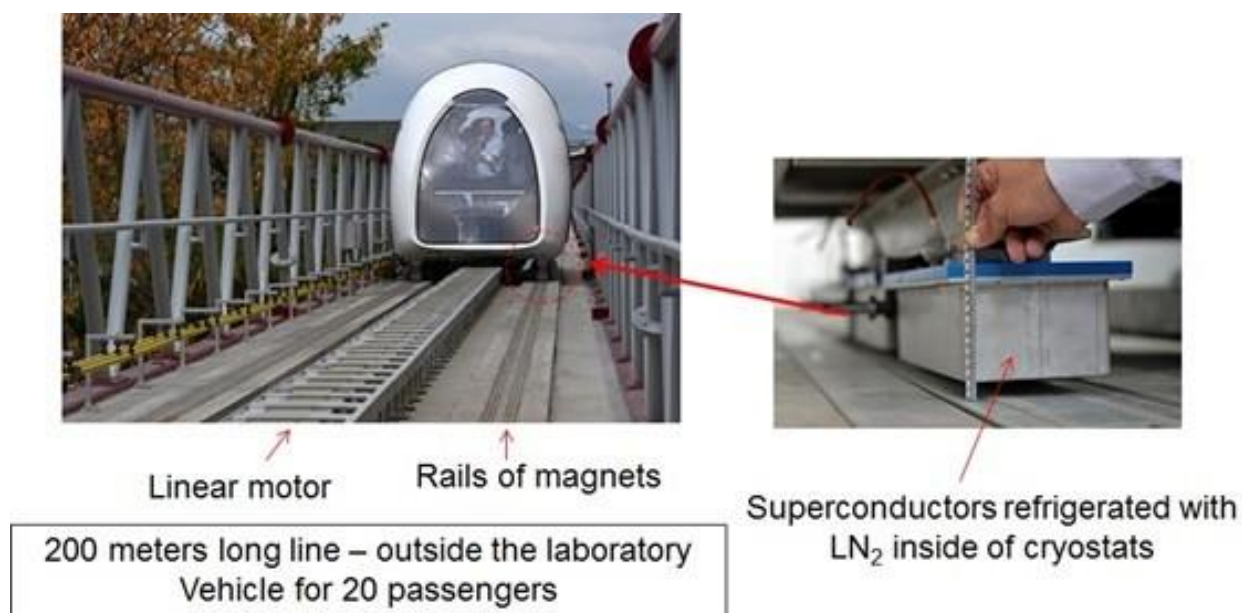 Linear motor
Rails of magnets
200 meters long line – outside the laboratory
Vehicle for 20 passengers
Superconductors refrigerated with
LN₂ inside of cryostats